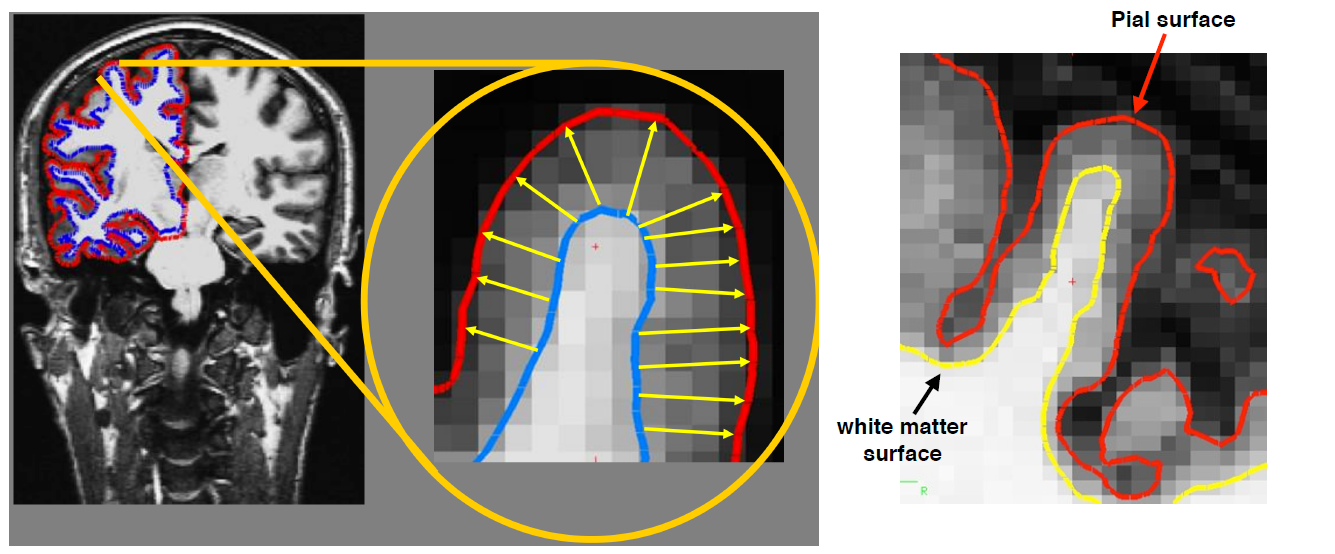 Pial surface
white matter
surface
R